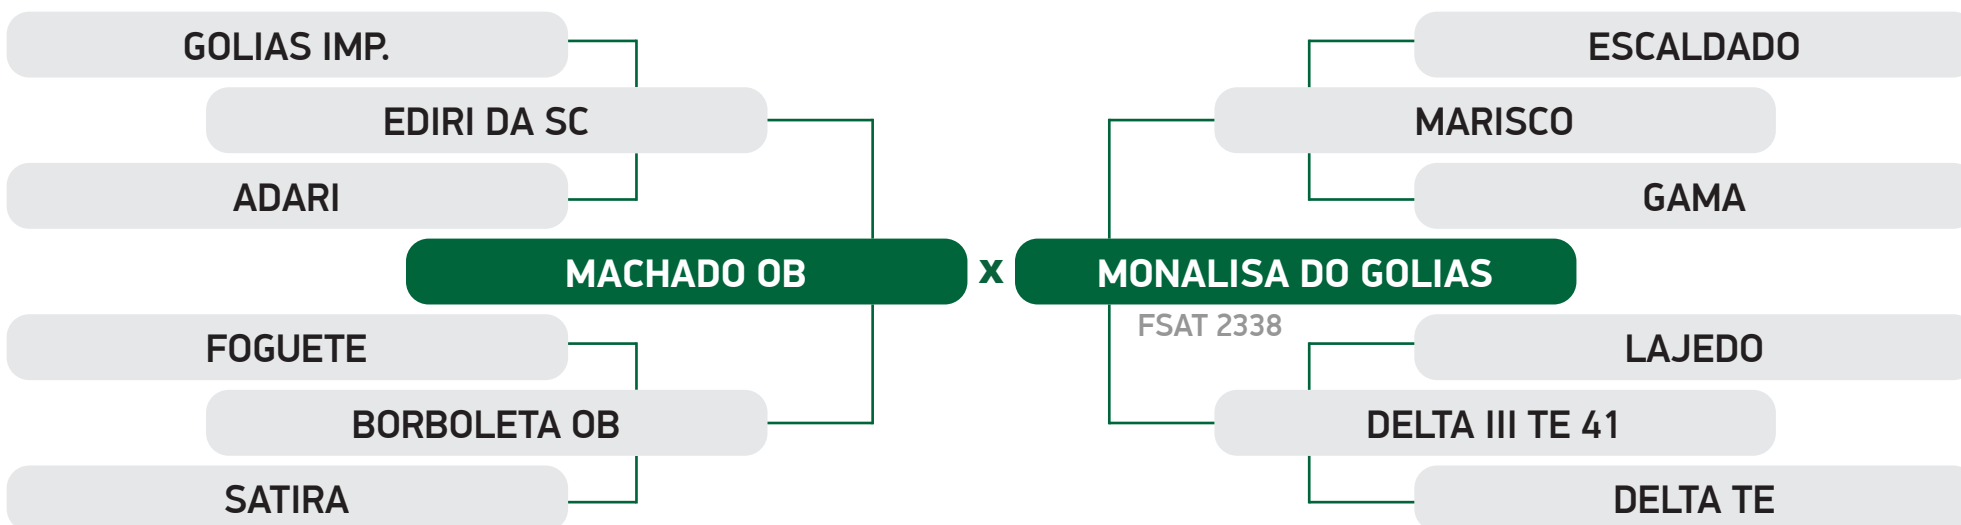 GOLIAS IMP.
ESCALDADO
EDIRI DA SC
MARISCO
ADARI
GAMA
MACHADO OB x MONALISA DO GOLIAS
FSAT 2338
FOGUETE
LAJEDO
BORBOLETA OB
DELTA III TE 41
SATIRA
DELTA TE